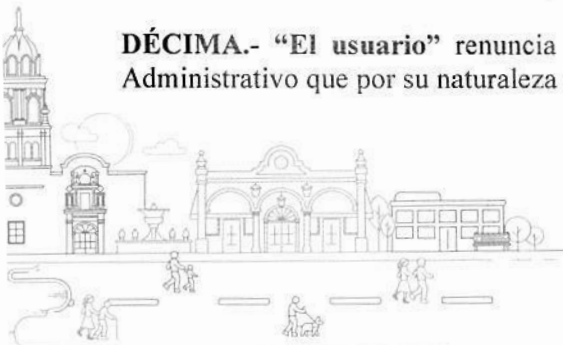 DÉCIMA.- “El usuario” renuncia
Administrativo que por su naturaleza